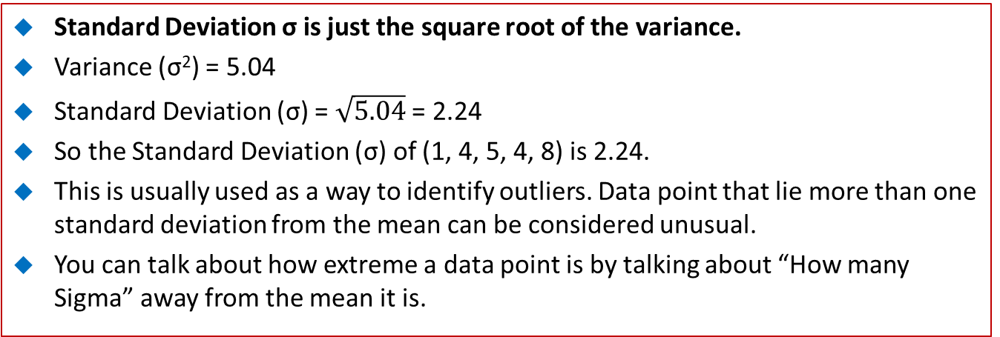 ◆ Standard Deviation σ is just the square root of the variance.
◆ Variance (σ²) = 5.04
◆ Standard Deviation (σ) = √5.04 = 2.24
◆ So the Standard Deviation (σ) of (1, 4, 5, 4, 8) is 2.24.
◆ This is usually used as a way to identify outliers. Data point that lie more than one
standard deviation from the mean can be considered unusual.
◆ You can talk about how extreme a data point is by talking about “How many
Sigma” away from the mean it is.